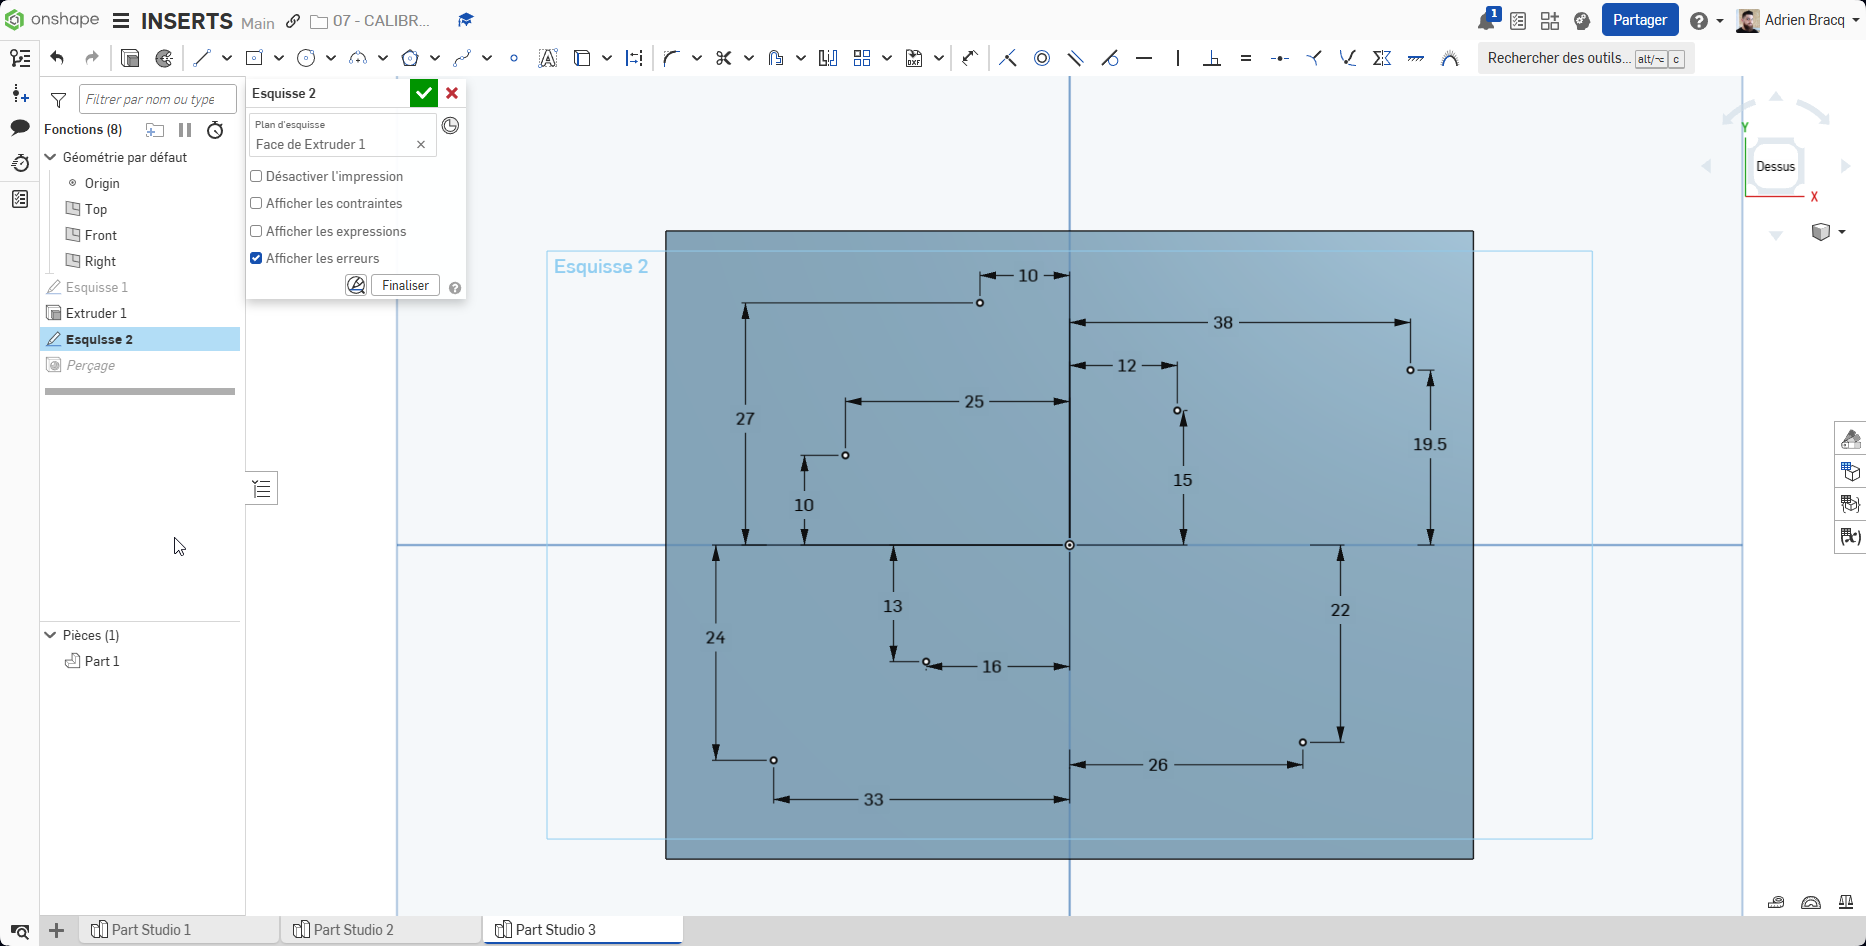 onshape
INSERTS Main
07 - CALIBR...
1
Partager
Adrien Bracq
Rechercher des outils... alt/⌥ c
Filtrer par nom ou type
Fonctions (8)
Géométrie par défaut
Origin
Top
Front
Right
Esquisse 1
Extruder 1
Esquisse 2
Perçage
Pièces (1)
Part 1
Esquisse 2
Plan d'esquisse
Face de Extruder 1
Désactiver l'impression
Afficher les contraintes
Afficher les expressions
Afficher les erreurs
Finaliser
Esquisse 2
10
38
12
25
27
19.5
15
10
13
22
24
16
26
33
Y
Dessus
X
Part Studio 1
Part Studio 2
Part Studio 3